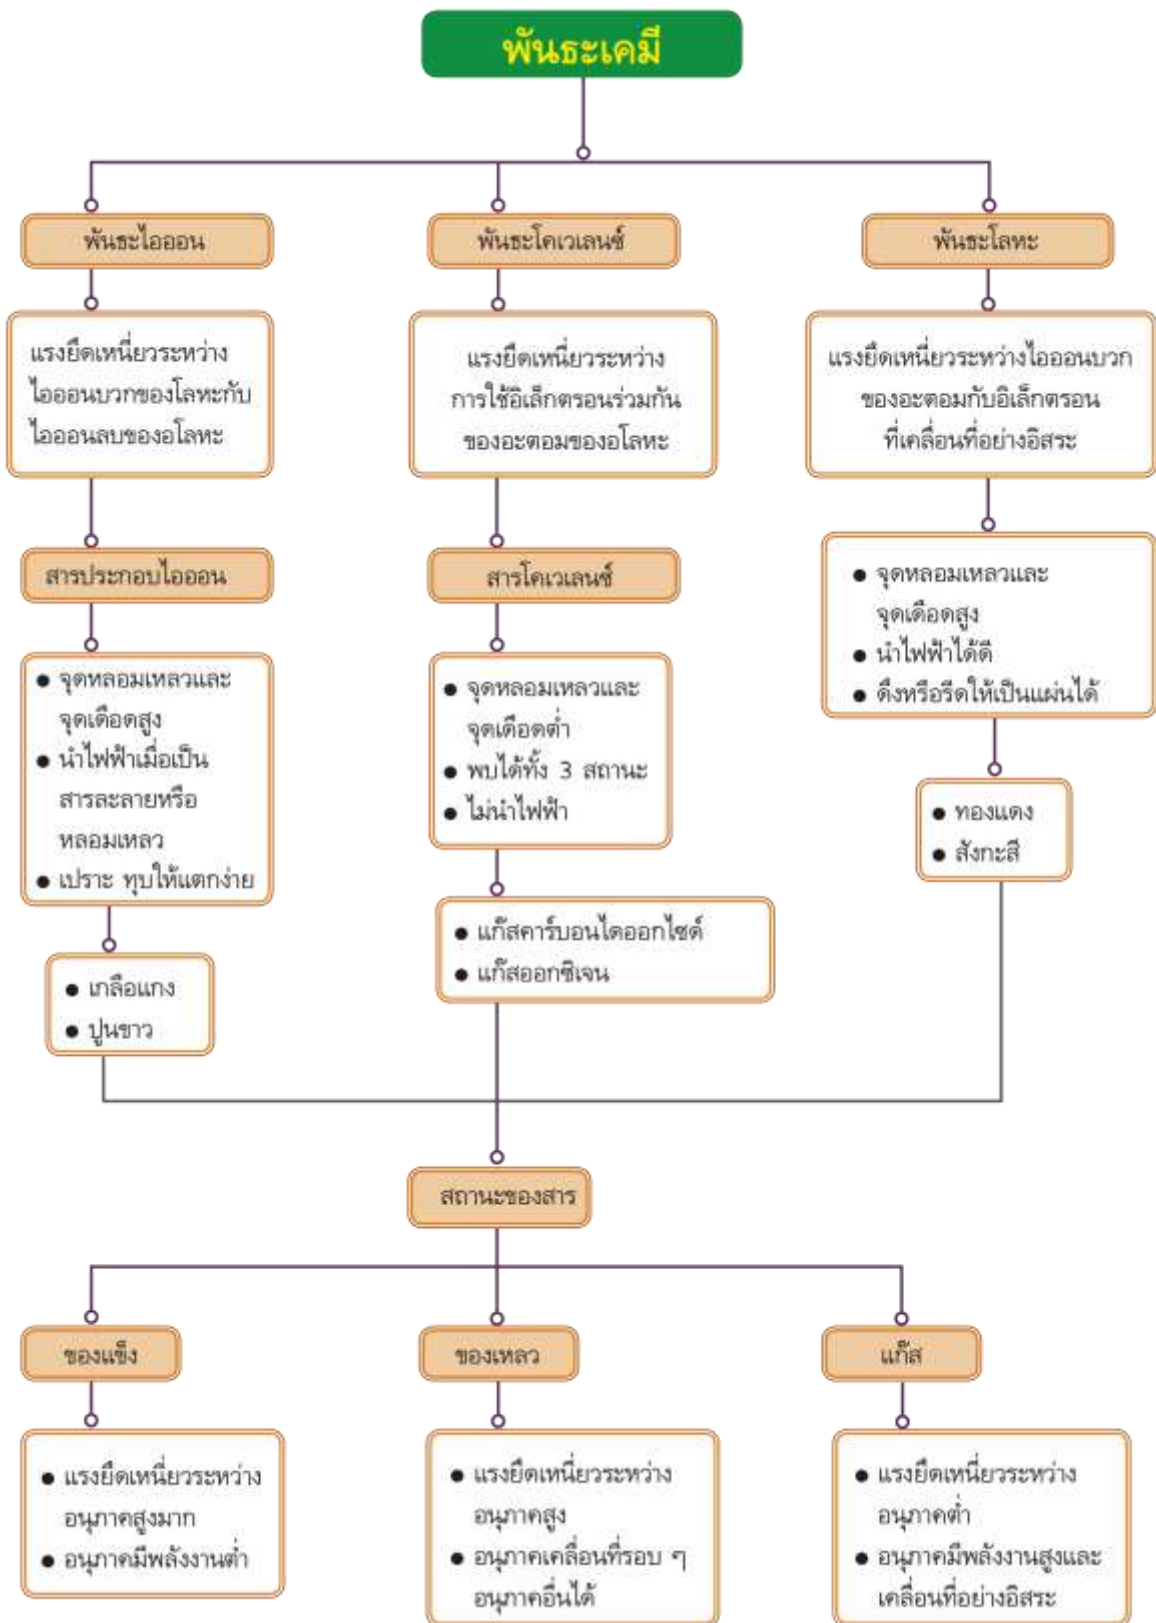 พันธะเคมี
พันธะไอออน
แรงยึดเหนี่ยวระหว่าง
ไอออนบวกของโลหะกับ
ไอออนลบของอโลหะ
สารประกอบไอออน
● จุดหลอมเหลวและ
จุดเดือดสูง
● นำไฟฟ้าเมื่อเป็น
สารละลายหรือ
หลอมเหลว
● เปราะ ทุบให้แตกง่าย
● เกลือแกง
● ปูนขาว
พันธะโคเวเลนซ์
แรงยึดเหนี่ยวระหว่าง
การใช้อิเล็กตรอนร่วมกัน
ของอะตอมของอโลหะ
สารโคเวเลนซ์
● จุดหลอมเหลวและ
จุดเดือดต่ำ
● พบได้ทั้ง 3 สถานะ
● ไม่นำไฟฟ้า
● แก๊สคาร์บอนไดออกไซด์
● แก๊สออกซิเจน
พันธะโลหะ
แรงยึดเหนี่ยวระหว่างไอออนบวก
ของอะตอมกับอิเล็กตรอน
ที่เคลื่อนที่อย่างอิสระ
● จุดหลอมเหลวและ
จุดเดือดสูง
● นำไฟฟ้าได้ดี
● ดึงหรือรีดให้เป็นแผ่นได้
● ทองแดง
● สังกะสี
สถานะของสาร
ของแข็ง
● แรงยึดเหนี่ยวระหว่าง
อนุภาคสูงมาก
● อนุภาคมีพลังงานต่ำ
ของเหลว
● แรงยึดเหนี่ยวระหว่าง
อนุภาคสูง
● อนุภาคเคลื่อนที่รอบ ๆ
อนุภาคอื่นได้
แก๊ส
● แรงยึดเหนี่ยวระหว่าง
อนุภาคต่ำ
● อนุภาคมีพลังงานสูงและ
เคลื่อนที่อย่างอิสระ